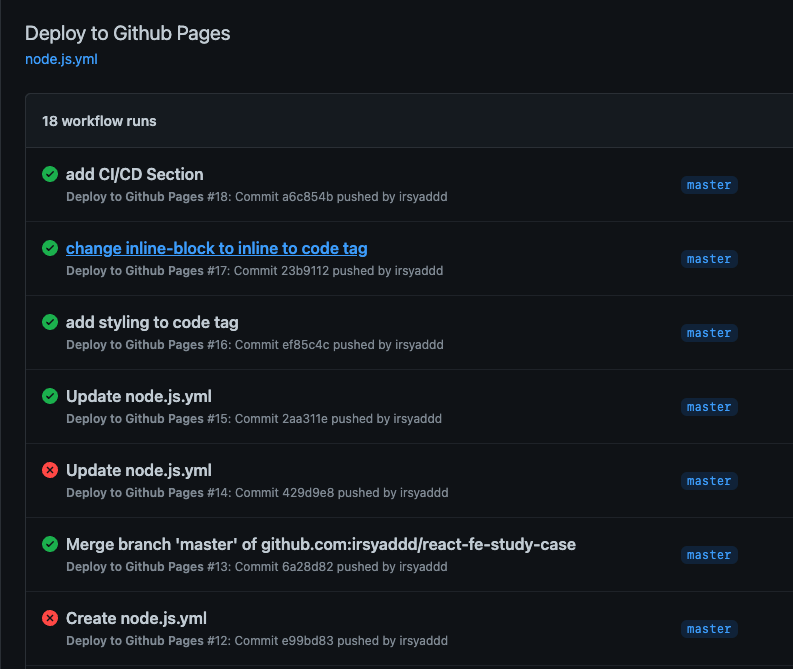 Deploy to Github Pages
node.js.yml
18 workflow runs
add CI/CD Section
master
Deploy to Github Pages #18: Commit a6c854b pushed by irsyaddd
change inline-block to inline to code tag
master
Deploy to Github Pages #17: Commit 23b9112 pushed by irsyaddd
add styling to code tag
master
Deploy to Github Pages #16: Commit ef85c4c pushed by irsyaddd
Update node.js.yml
master
Deploy to Github Pages #15: Commit 2aa311e pushed by irsyaddd
Update node.js.yml
master
Deploy to Github Pages #14: Commit 429d9e8 pushed by irsyaddd
Merge branch 'master' of github.com:irsyaddd/react-fe-study-case
master
Deploy to Github Pages #13: Commit 6a28d82 pushed by irsyaddd
Create node.js.yml
master
Deploy to Github Pages #12: Commit e99bd83 pushed by irsyaddd